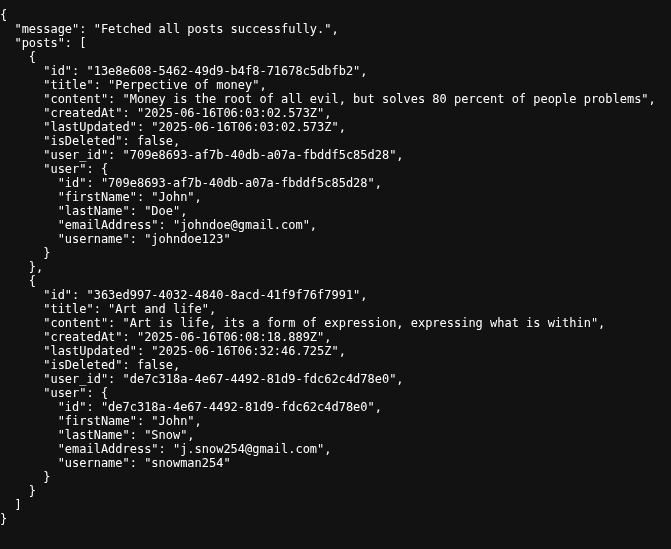 {
  "message": "Fetched all posts successfully.",
  "posts": [
    {
      "id": "13e8e608-5462-49d9-b4f8-71678c5dbfb2",
      "title": "Perpective of money",
      "content": "Money is the root of all evil, but solves 80 percent of people problems",
      "createdAt": "2025-06-16T06:03:02.573Z",
      "lastUpdated": "2025-06-16T06:03:02.573Z",
      "isDeleted": false,
      "user_id": "709e8693-af7b-40db-a07a-fbddf5c85d28",
      "user": {
        "id": "709e8693-af7b-40db-a07a-fbddf5c85d28",
        "firstName": "John",
        "lastName": "Doe",
        "emailAddress": "johndoe@gmail.com",
        "username": "johndoe123"
      }
    },
    {
      "id": "363ed997-4032-4840-8acd-41f9f76f7991",
      "title": "Art and life",
      "content": "Art is life, its a form of expression, expressing what is within",
      "createdAt": "2025-06-16T06:08:18.889Z",
      "lastUpdated": "2025-06-16T06:32:46.725Z",
      "isDeleted": false,
      "user_id": "de7c318a-4e67-4492-81d9-fdc62c4d78e0",
      "user": {
        "id": "de7c318a-4e67-4492-81d9-fdc62c4d78e0",
        "firstName": "John",
        "lastName": "Snow",
        "emailAddress": "j.snow254@gmail.com",
        "username": "snowman254"
      }
    }
  ]
}